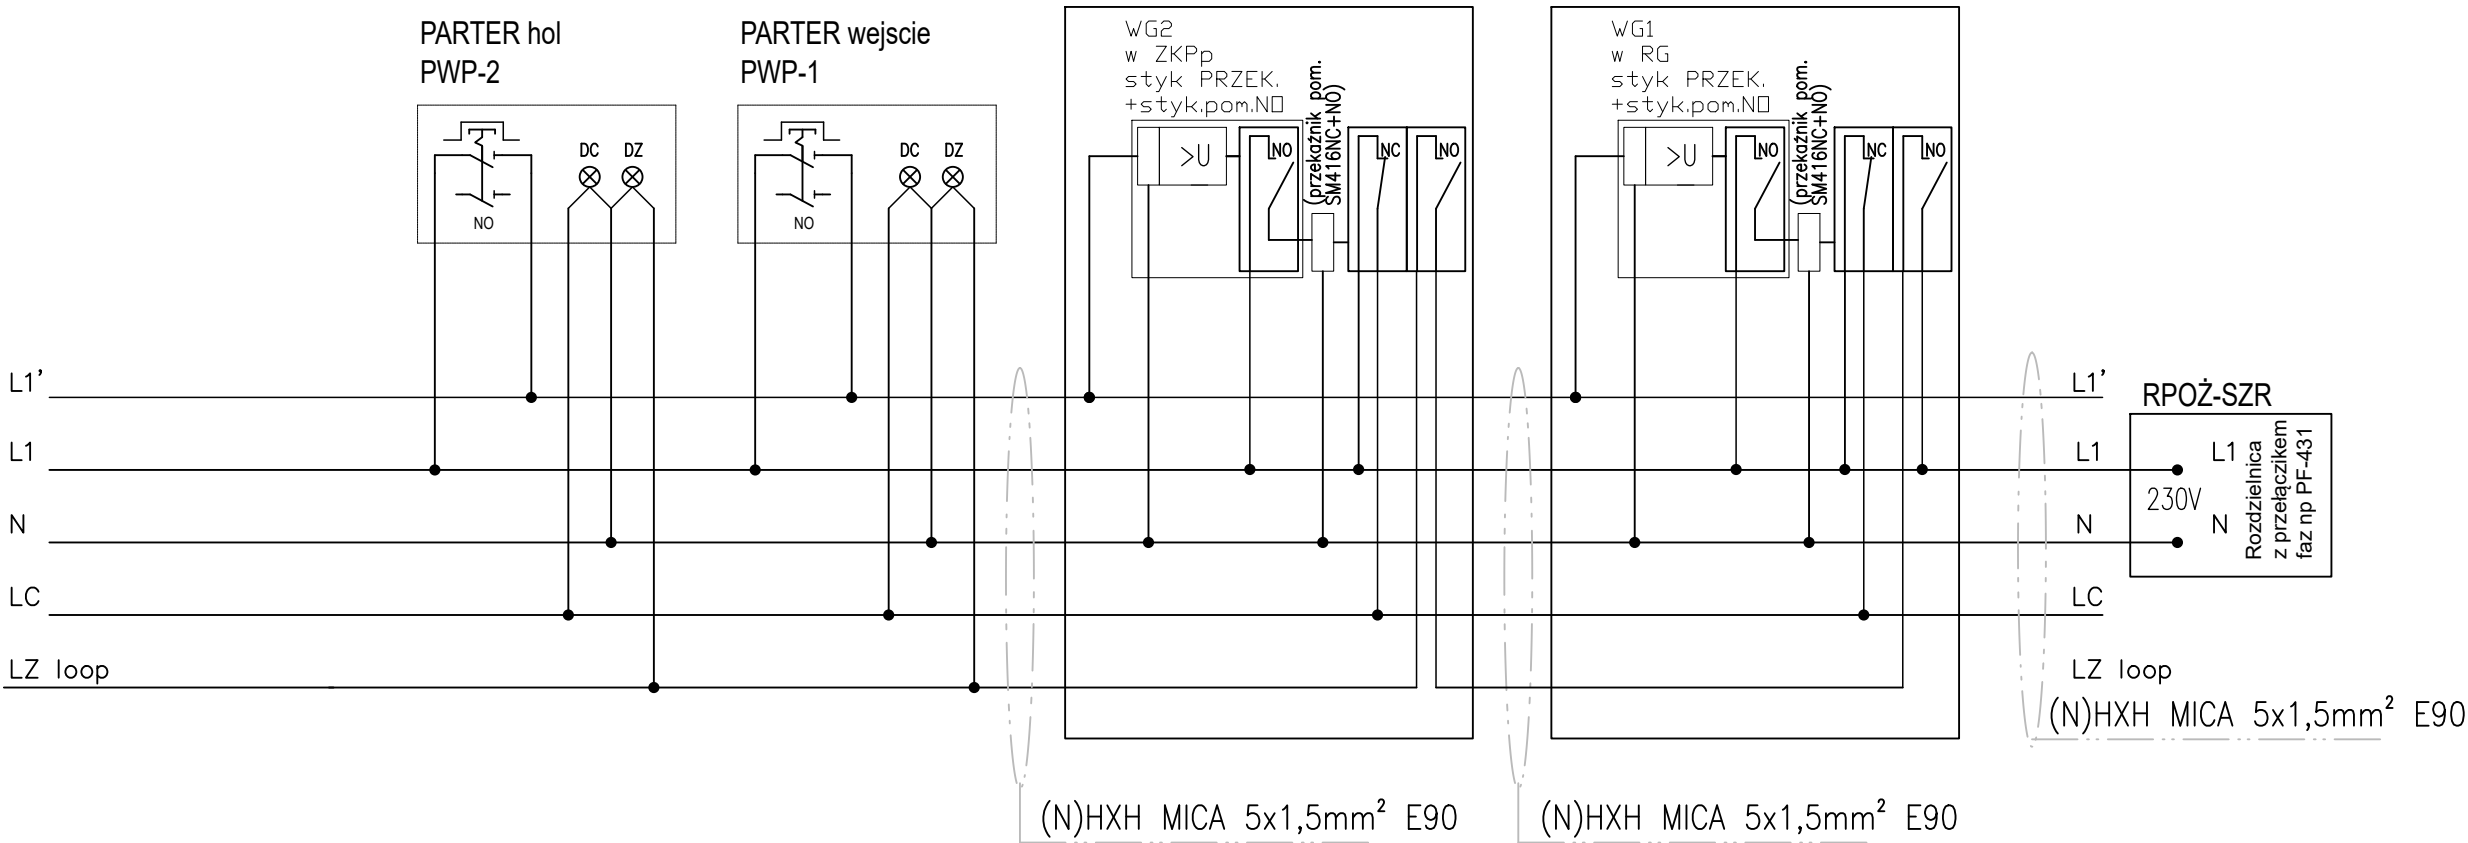 PARTER hol
PWP-2
DC
DZ
NO
PARTER wejscie
PWP-1
DC
DZ
NO
WG2
w ZKPp
styk PRZEK.
+styk.pom.NO
>U
NO
(przekaźnik pom.
SM416NC+NO)
NC
NO
WG1
w RG
styk PRZEK.
+styk.pom.NO
>U
NO
(przekaźnik pom.
SM416NC+NO)
NC
NO
L1'
L1
N
LC
LZ loop
L1'
L1
N
LC
LZ loop
RPOŻ-SZR
L1
230V
N
Rozdzielnica
z przełączikem
faz np PF-431
(N)HXH MICA 5x1,5mm² E90
(N)HXH MICA 5x1,5mm² E90
(N)HXH MICA 5x1,5mm² E90